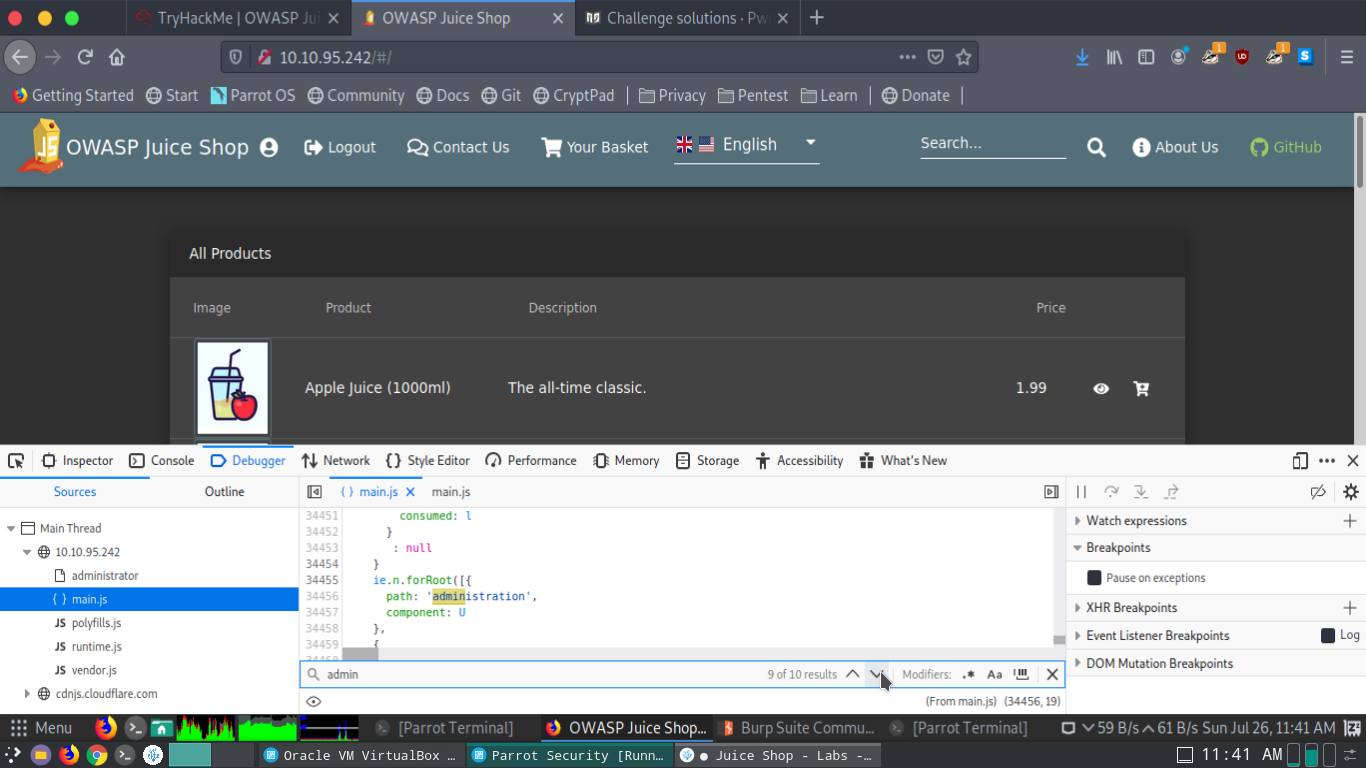 TryHackMe | OWASP Jui
OWASP Juice Shop
Challenge solutions · Pw
10.10.95.242/#/
1
1
Getting Started Start Parrot OS Community Docs Git CryptPad | Privacy Pentest Learn | Donate |
OWASP Juice Shop Logout Contact Us Your Basket English Search... About Us GitHub
All Products
Image Product Description Price
Apple Juice (1000ml) The all-time classic. 1.99
Inspector Console Debugger Network Style Editor Performance Memory Storage Accessibility What's New
Sources Outline
{ } main.js main.js
Main Thread
10.10.95.242
administrator
{ } main.js
JS polyfills.js
JS runtime.js
JS vendor.js
cdnjs.cloudflare.com
34451 consumed: l
34452 }
34453 : null
34454 }
34455 ie.n.forRoot([{
34456 path: 'administration',
34457 component: U
34458 },
34459 {
Watch expressions
Breakpoints
Pause on exceptions
XHR Breakpoints
Event Listener Breakpoints Log
DOM Mutation Breakpoints
admin 9 of 10 results Modifiers: .* Aa
(From main.js) (34456, 19)
Menu [Parrot Terminal] OWASP Juice Shop... Burp Suite Commu... [Parrot Terminal] 59 B/s 61 B/s Sun Jul 26, 11:41 AM
Oracle VM VirtualBox … Parrot Security [Runn… ● Juice Shop - Labs -… 11:41 AM